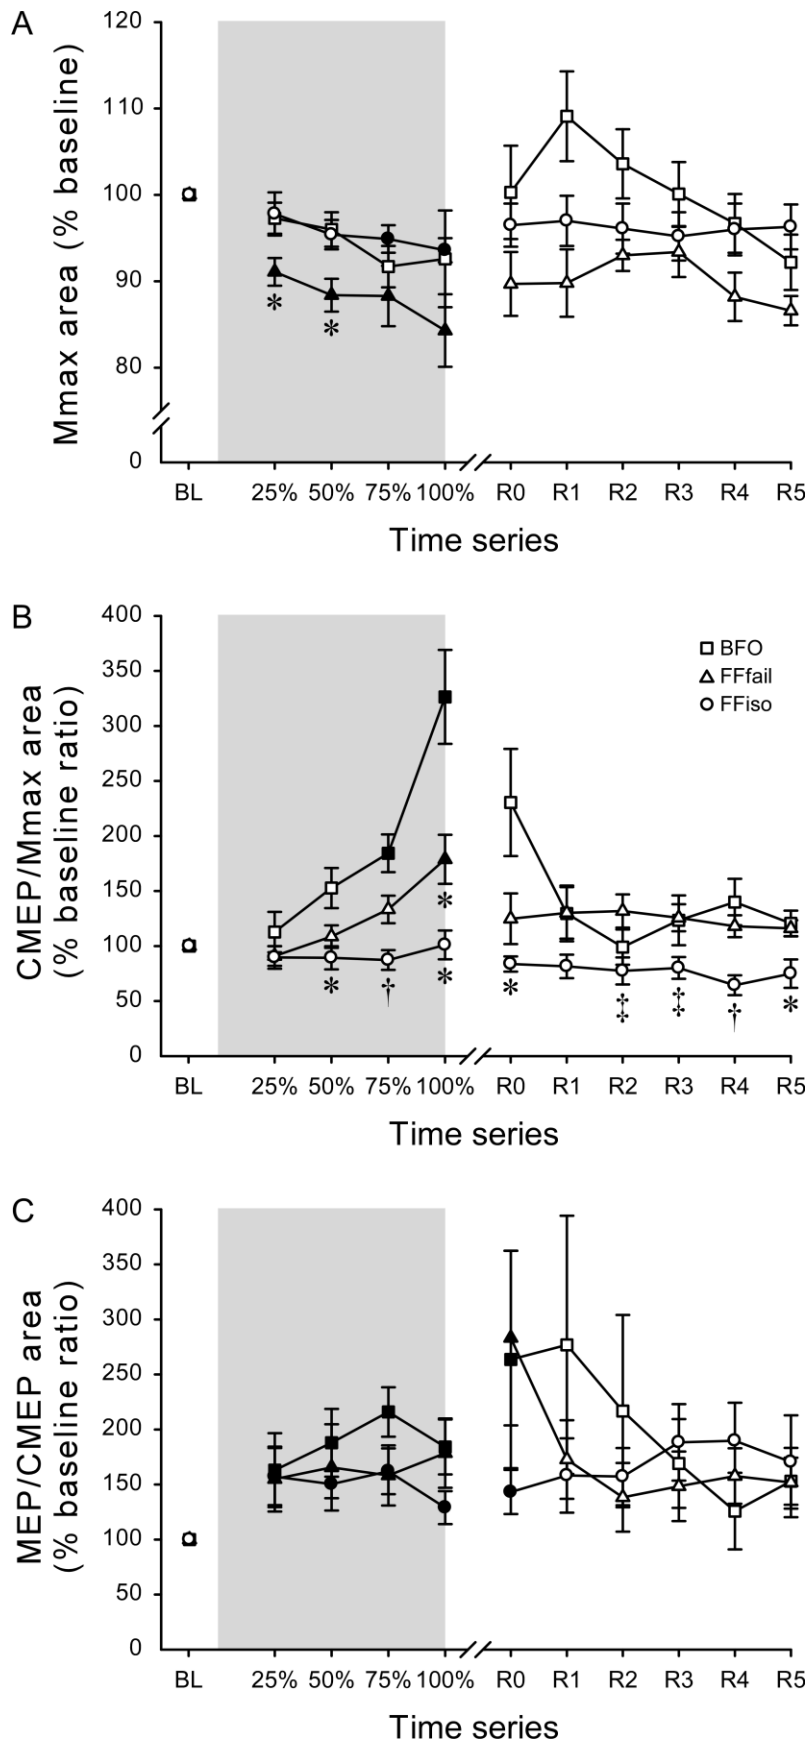 A
Mmax area (% baseline)
120
110
100
90
80
0
*
*
BL 25% 50% 75% 100% R0 R1 R2 R3 R4 R5
Time series
B
CMEP/Mmax area
(% baseline ratio)
400
350
300
250
200
150
100
50
0
BFO
FFfail
FFiso
*
* † * * ‡ ‡ † *
BL 25% 50% 75% 100% R0 R1 R2 R3 R4 R5
Time series
C
MEP/CMEP area
(% baseline ratio)
400
350
300
250
200
150
100
50
0
BL 25% 50% 75% 100% R0 R1 R2 R3 R4 R5
Time series